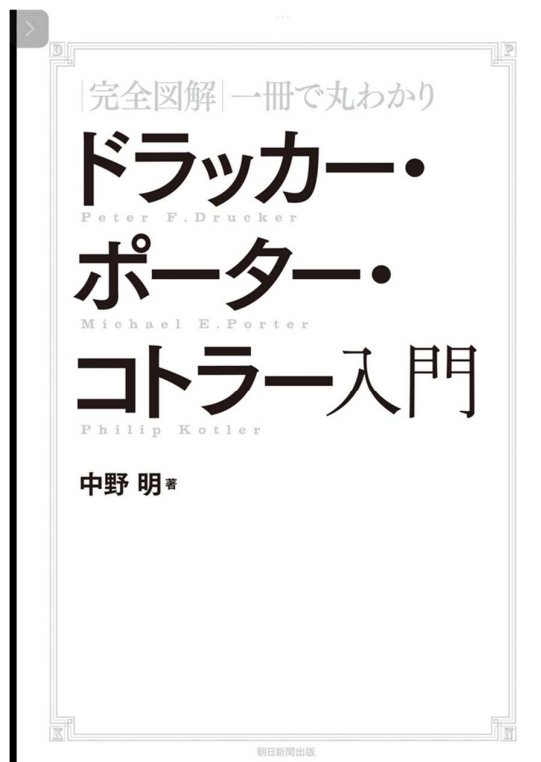 D P
|完全図解|一冊で丸わかり
ドラッカー・
Peter F.Drucker
ポーター・
Michael E.Porter
コトラー入門
Philip Kotler
中野 明 著
朝日新聞出版